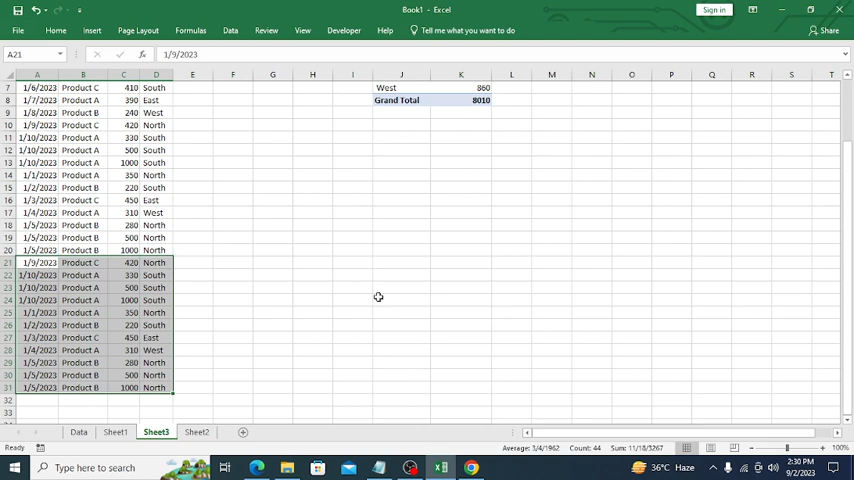 Book1 - Excel
Sign in
File Home Insert Page Layout Formulas Data Review View Developer Help Tell me what you want to do Share
A21 fx 1/9/2023
A B C D E F G H I J K L M N O P Q R S T
7 1/6/2023 Product C 410 South West 860
8 1/7/2023 Product A 390 East Grand Total 8010
9 1/8/2023 Product B 240 West
10 1/9/2023 Product C 420 North
11 1/10/2023 Product A 330 South
12 1/10/2023 Product A 500 South
13 1/10/2023 Product A 1000 South
14 1/1/2023 Product A 350 North
15 1/2/2023 Product B 220 South
16 1/3/2023 Product C 450 East
17 1/4/2023 Product A 310 West
18 1/5/2023 Product B 280 North
19 1/5/2023 Product B 500 North
20 1/5/2023 Product B 1000 North
21 1/9/2023 Product C 420 North
22 1/10/2023 Product A 330 South
23 1/10/2023 Product A 500 South
24 1/10/2023 Product A 1000 South
25 1/1/2023 Product A 350 North
26 1/2/2023 Product B 220 South
27 1/3/2023 Product C 450 East
28 1/4/2023 Product A 310 West
29 1/5/2023 Product B 280 North
30 1/5/2023 Product B 500 North
31 1/5/2023 Product B 1000 North
32
33
Data Sheet1 Sheet3 Sheet2
Ready Average: 3/4/1962 Count: 44 Sum: 11/18/3267 100%
Type here to search 36°C Haze 2:30 PM
9/2/2023